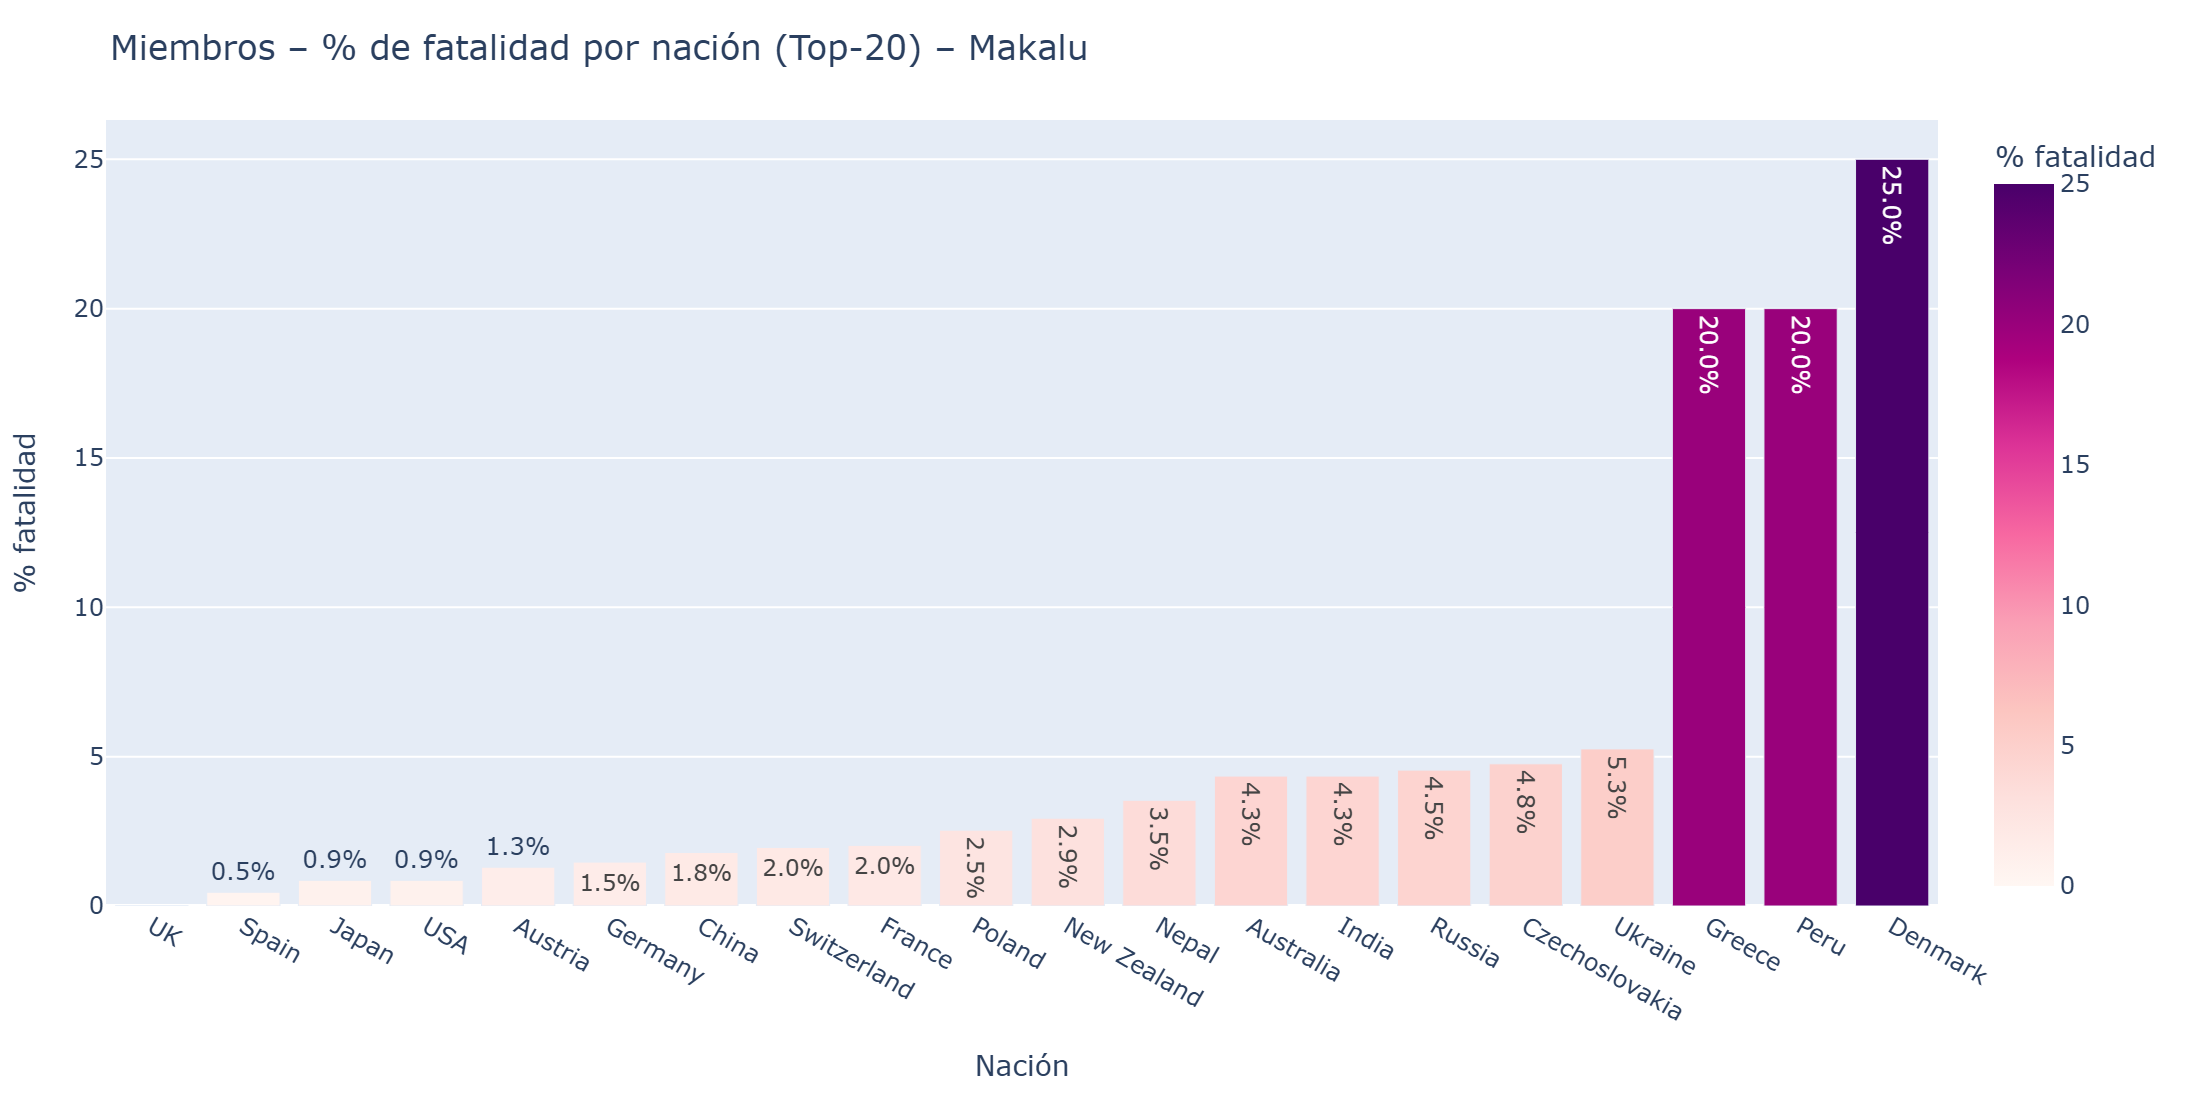 Miembros – % de fatalidad por nación (Top-20) – Makalu
% fatalidad
25
20
15
10
5
0
0.5%
0.9%
0.9%
1.3%
1.5%
1.8%
2.0%
2.0%
2.5%
2.9%
3.5%
4.3%
4.3%
4.5%
4.8%
5.3%
20.0%
20.0%
25.0%
UK
Spain
Japan
USA
Austria
Germany
China
Switzerland
France
Poland
New Zealand
Nepal
Australia
India
Russia
Czechoslovakia
Ukraine
Greece
Peru
Denmark
Nación
% fatalidad
25
20
15
10
5
0